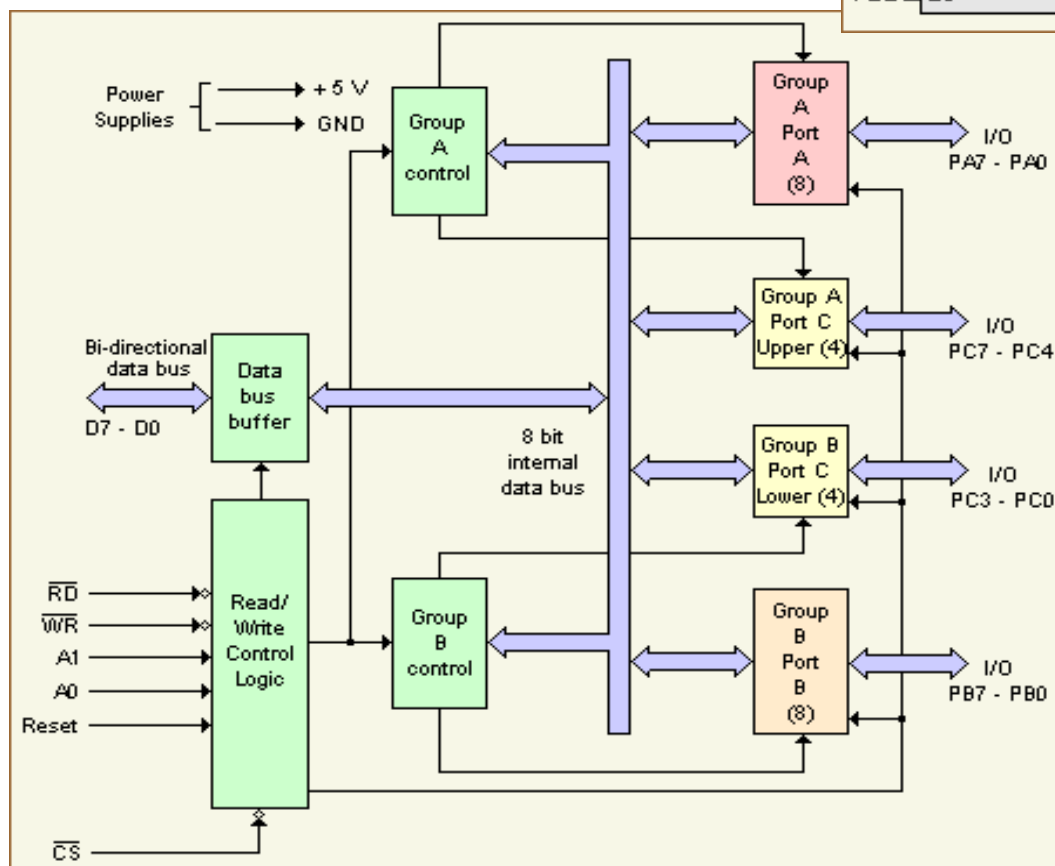 Power
Supplies
+ 5 V
GND
Group
A
control
Group
A
Port
A
(8)
I/O
PA7 - PA0
Group A
Port C
Upper (4)
I/O
PC7 - PC4
Bi-directional
data bus
D7 - D0
Data
bus
buffer
8 bit
internal
data bus
Group B
Port C
Lower (4)
I/O
PC3 - PC0
RD
WR
A1
A0
Reset
CS
Read/
Write
Control
Logic
Group
B
control
Group
B
Port
B
(8)
I/O
PB7 - PB0